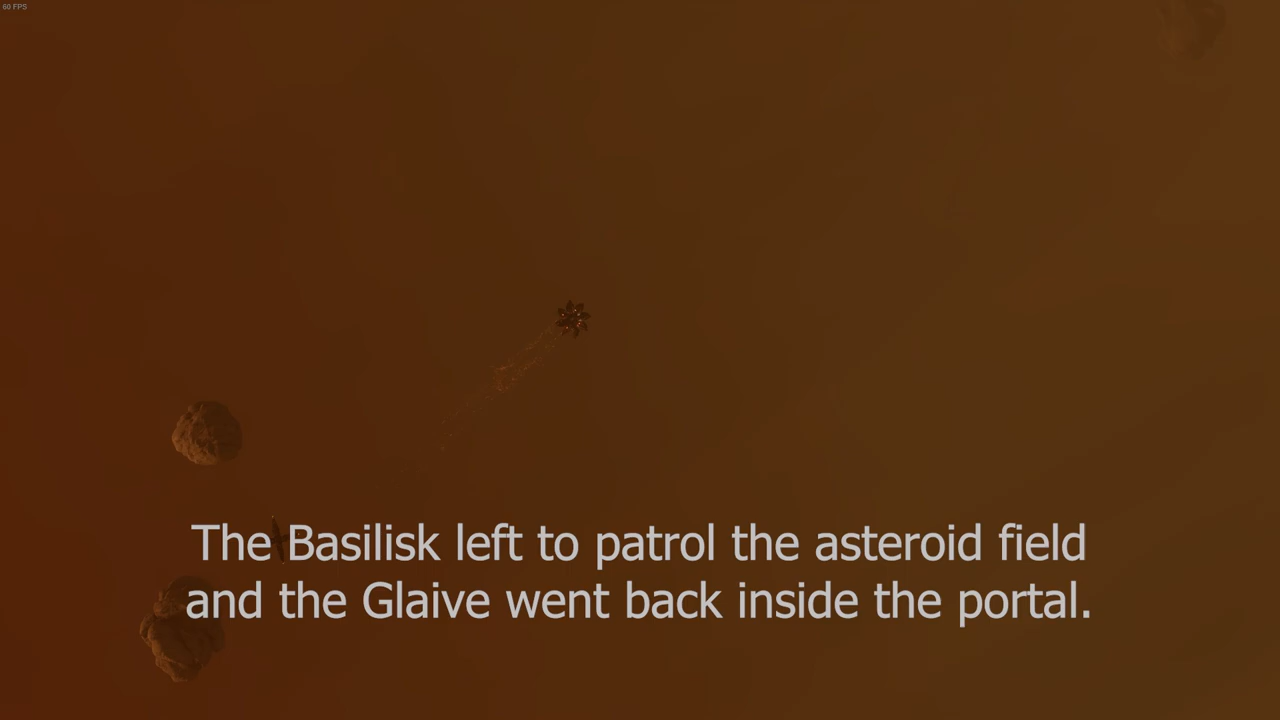 60 FPS
The Basilisk left to patrol the asteroid field
and the Glaive went back inside the portal.